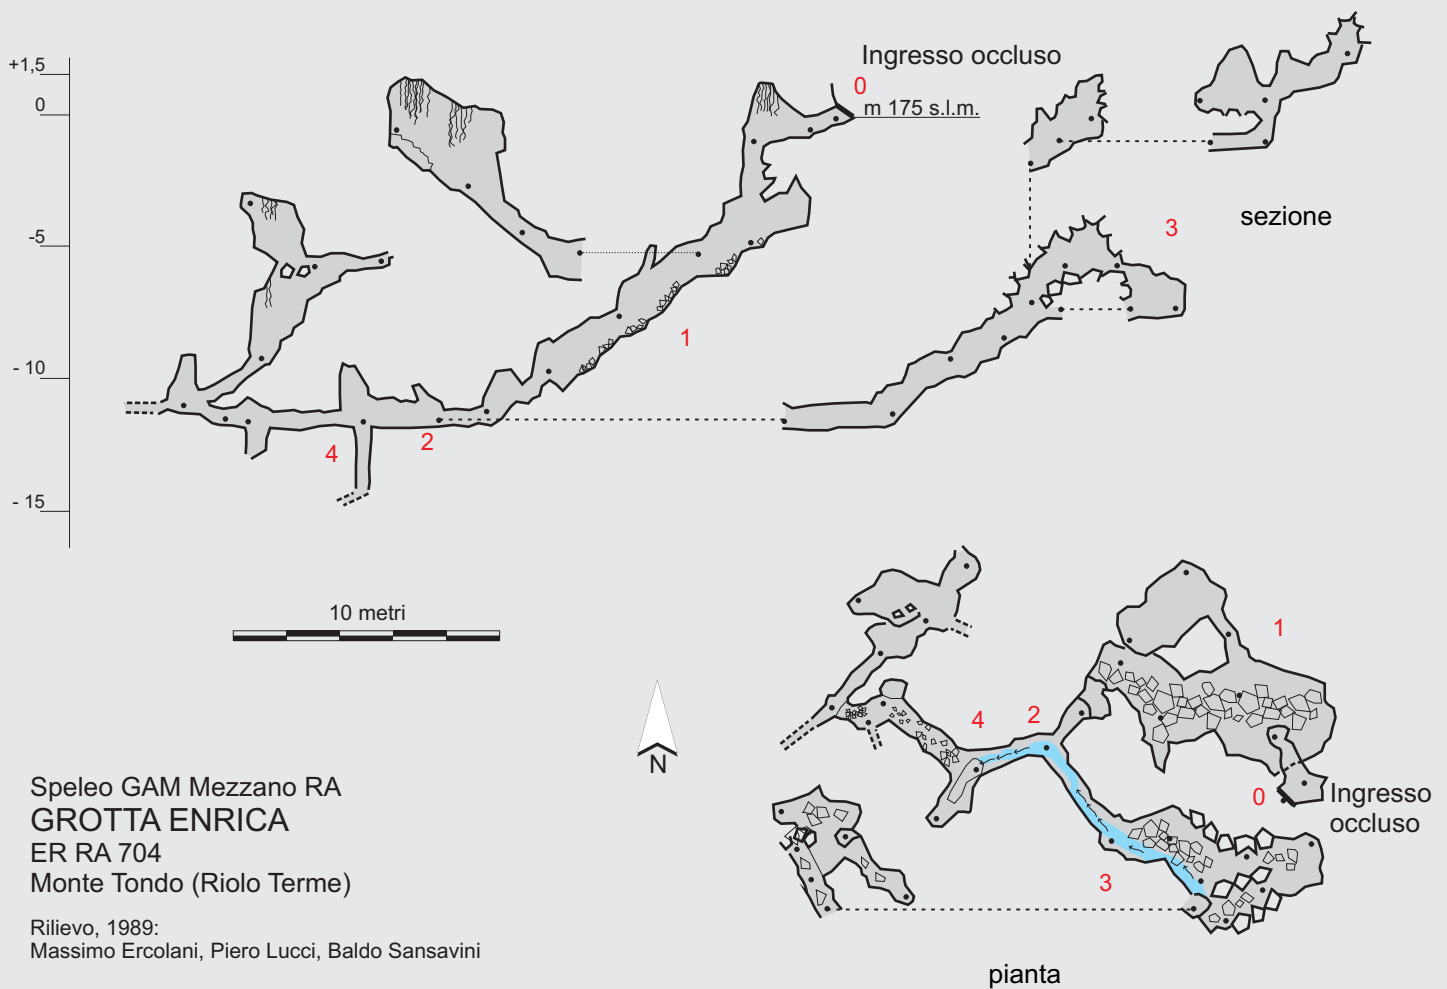 Ingresso occluso
+1,5
0
0
m 175 s.l.m.
3
sezione
-5
1
- 10
2
4
- 15
10 metri
1
4
2
N
0
Ingresso
occluso
3
Speleo GAM Mezzano RA
GROTTA ENRICA
ER RA 704
Monte Tondo (Riolo Terme)
Rilievo, 1989:
Massimo Ercolani, Piero Lucci, Baldo Sansavini
pianta